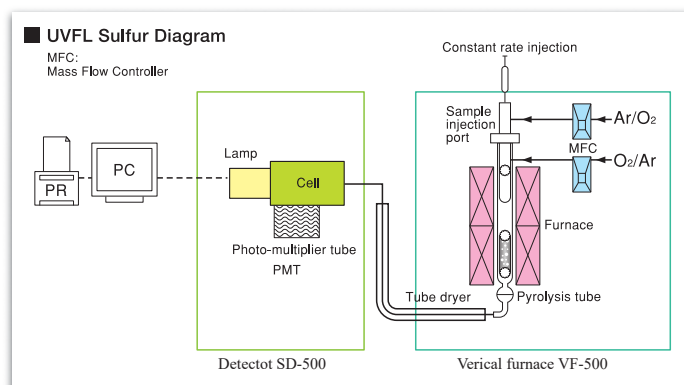 UVFL Sulfur Diagram
MFC:
Mass Flow Controller
Constant rate injection
Sample
injection
port
Ar/O2
MFC
O2/Ar
Lamp
PR
PC
Cell
Furnace
Photo-multiplier tube
PMT
Tube dryer
Pyrolysis tube
Detectot SD-500
Verical furnace VF-500